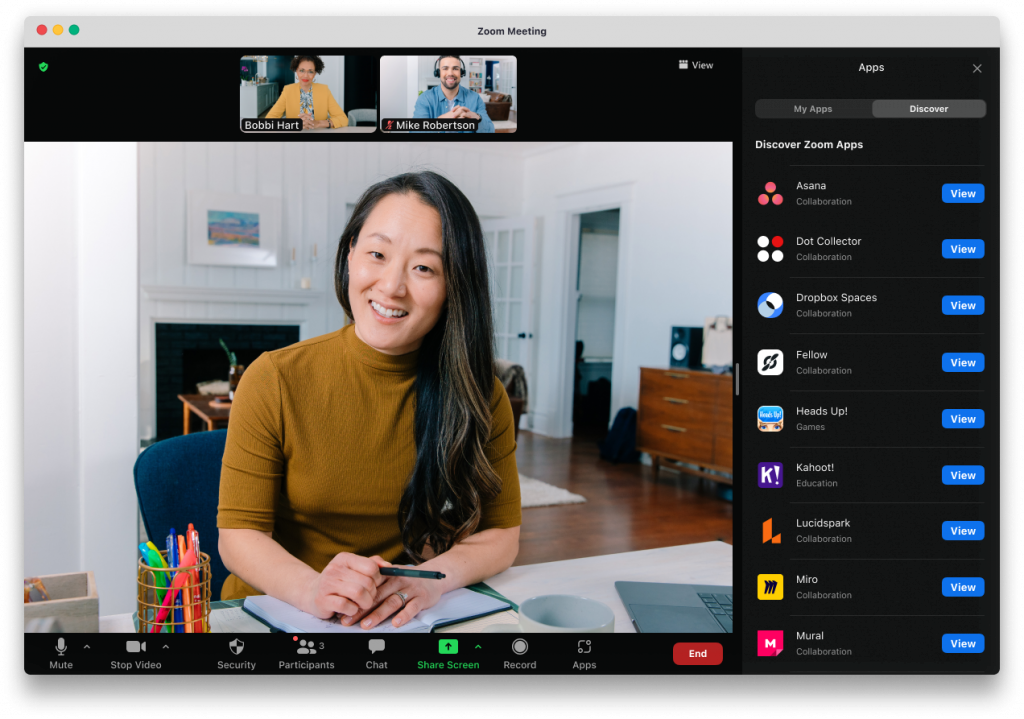 Zoom Meeting
View
Bobbi Hart
Mike Robertson
Apps
My Apps
Discover
Discover Zoom Apps
Asana
Collaboration
View
Dot Collector
Collaboration
View
Dropbox Spaces
Collaboration
View
Fellow
Collaboration
View
Heads Up!
Heads Up!
Games
View
K!
Kahoot!
Education
View
Lucidspark
Collaboration
View
Miro
Collaboration
View
Mural
Collaboration
View
Mute
Stop Video
Security
3
Participants
Chat
Share Screen
Record
Apps
End